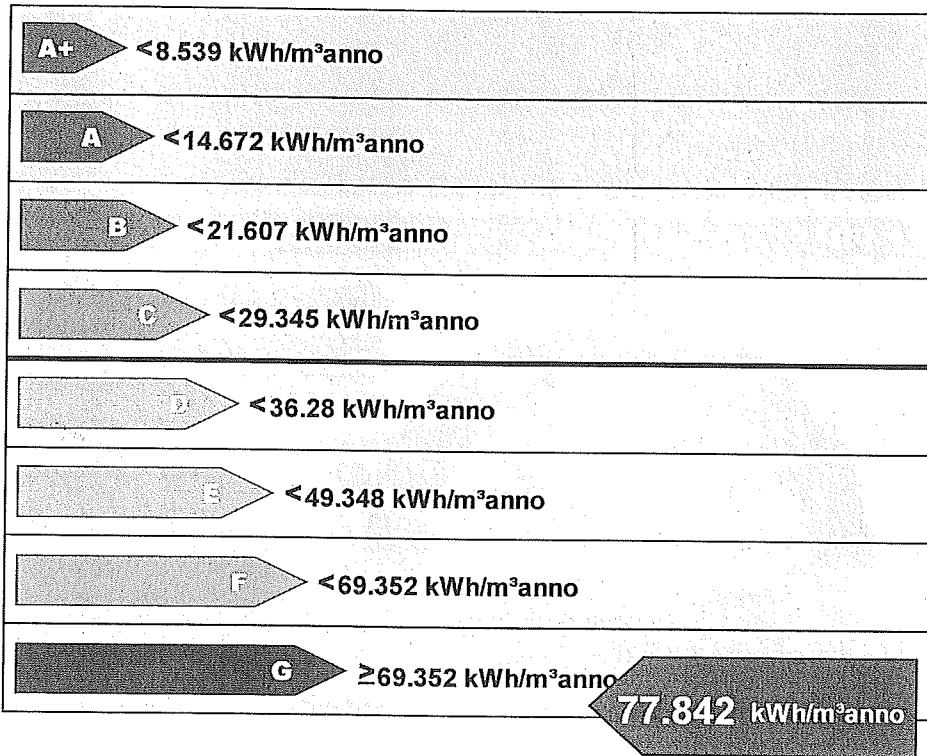 A+ <8.539 kWh/m³anno
A <14.672 kWh/m³anno
B <21.607 kWh/m³anno
C <29.345 kWh/m³anno
D <36.28 kWh/m³anno
E <49.348 kWh/m³anno
F <69.352 kWh/m³anno
G ≥69.352 kWh/m³anno
77.842 kWh/m³anno